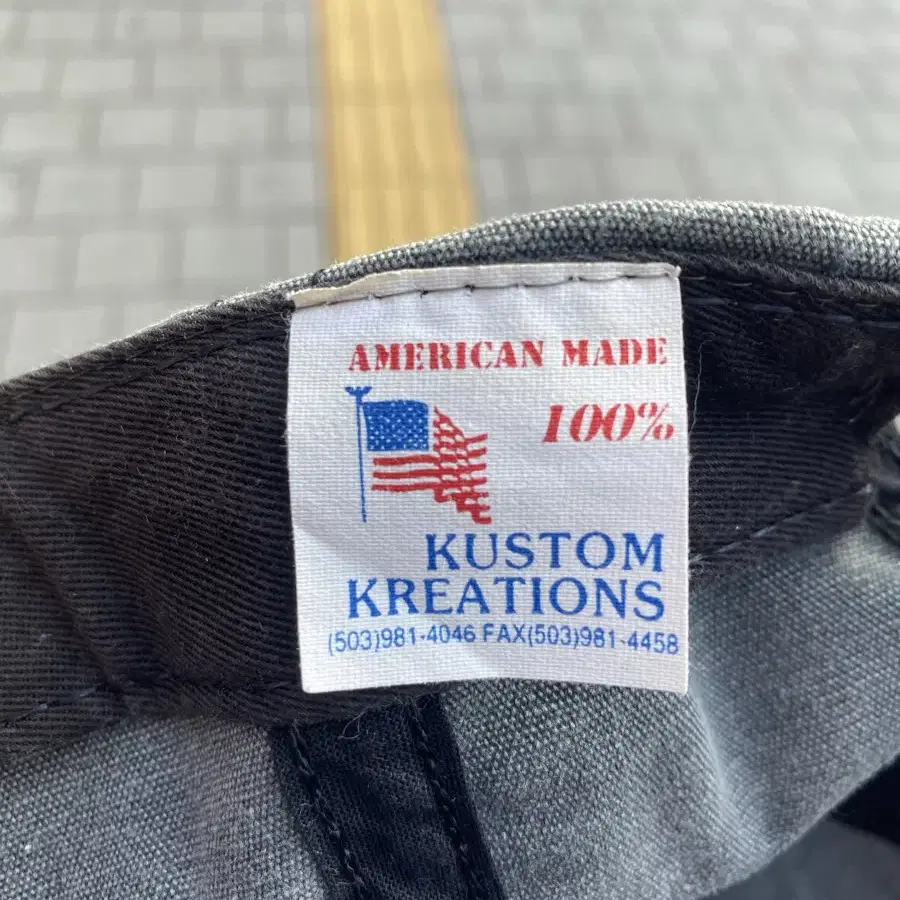 AMERICAN MADE
100%
KUSTOM
KREATIONS
(503)981-4046 FAX(503)981-4458